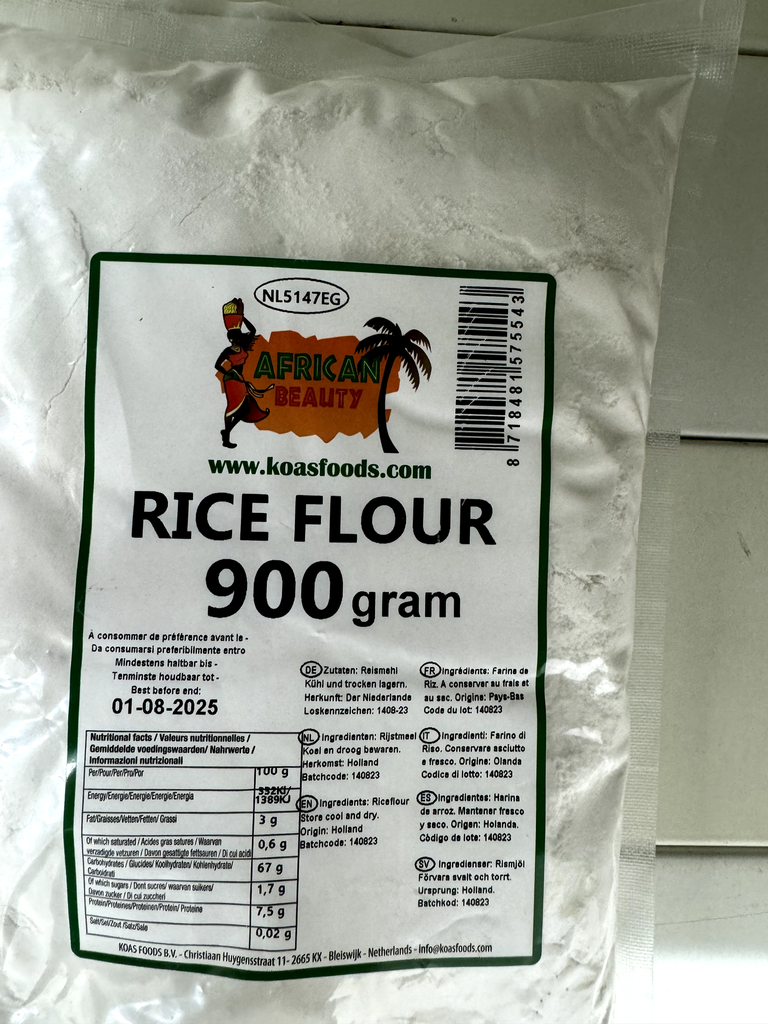 NL5147EG
AFRICAN
BEAUTY
8 718481 575543
www.koasfoods.com
RICE FLOUR
900 gram
À consommer de préférence avant le -
Da consumarsi preferibilmente entro
Mindestens haltbar bis -
Tenminste houdbaar tot -
Best before end:
01-08-2025
Nutritional facts / Valeurs nutritionnelles /
Gemiddelde voedingswaarden/ Nahrwerte /
Informazioni nutrizionali
Per/Pour/Per/Pro/Por 100 g
Energy/Energie/Energie/Energie/Energia 332KJ/
1389KJ
Fat/Graisses/Vetten/Fetten/ Grassi 3 g
Of which saturated / Acides gras satures / Waarvan
verzadigde vetzuren / Davon gesattigte fettsauren / Di cui acidi 0,6 g
Carbohydrates / Glucides/ Koolhydraten/ Kohlenhydrate/
Carboidrati 67 g
Of which sugars / Dont sucres/ waarvan suikers/
Davon zucker / Di cui zuccheri 1,7 g
Protein/Proteines/Proteinen/Protein/ Proteine 7,5 g
Salt/Sel/Zout /Satz/Sale 0,02 g
DE Zutaten: Reismehl
Kühl und trocken lagern.
Herkunft: Der Niederlande
Loskennzeichen: 1408-23
NL Ingredienten: Rijstmeel
Koel en droog bewaren.
Herkomst: Holland
Batchcode: 140823
EN Ingredients: Riceflour
Store cool and dry.
Origin: Holland
Batchcode: 140823
FR Ingrédients: Farine de
Riz. A conserver au frais et
au sec. Origine: Pays-Bas
Code du lot: 140823
IT Ingredienti: Farino di
Riso. Conservare asciutto
e fresco. Origine: Olanda
Codice di lotto: 140823
ES Ingredientes: Harina
de arroz. Mantener fresco
y seco. Origen: Holanda.
Código de lote: 140823
SV Ingredienser: Rismjöl
Förvara svalt och torrt.
Ursprung: Holland.
Batchkod: 140823
KOAS FOODS B.V. - Christiaan Huygensstraat 11- 2665 KX - Bleiswijk - Netherlands - info@koasfoods.com